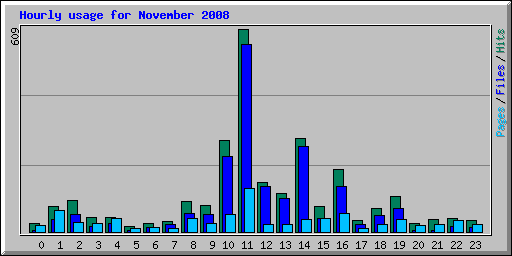 Hourly usage for November 2008
609
Pages / Files / Hits
0 1 2 3 4 5 6 7 8 9 10 11 12 13 14 15 16 17 18 19 20 21 22 23